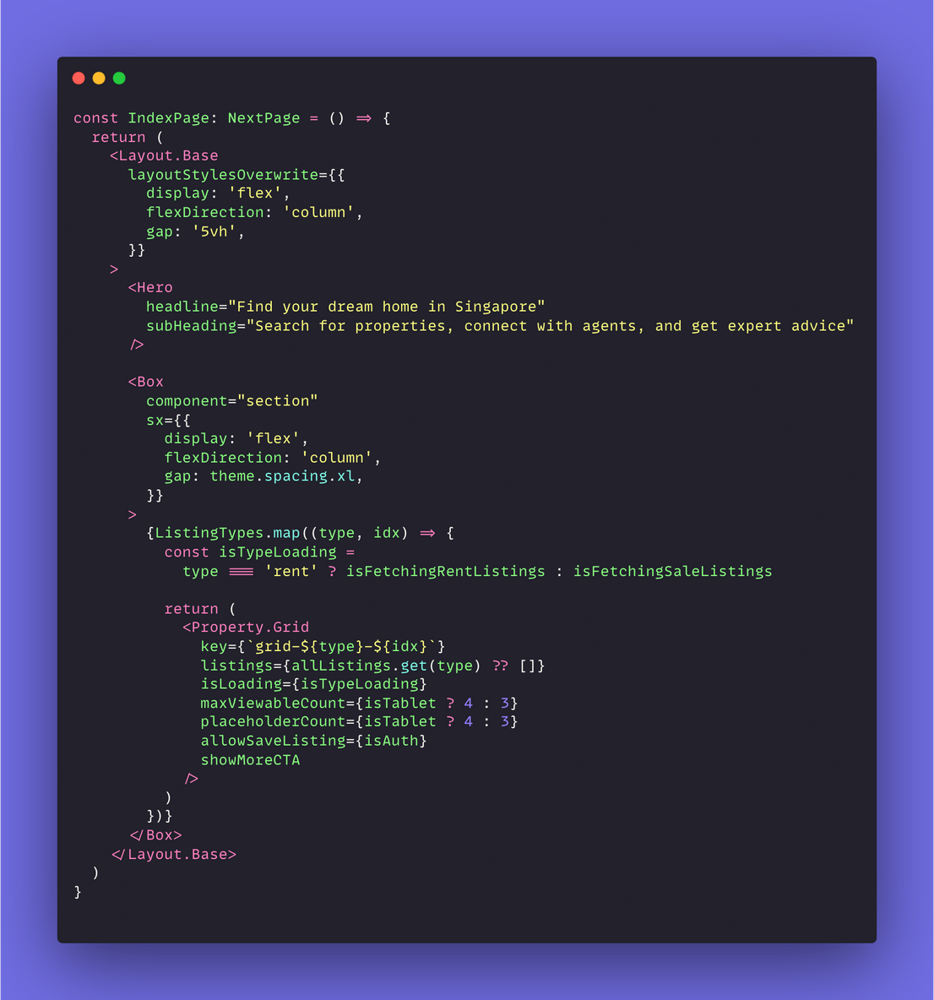 const IndexPage: NextPage = () => {
  return (
    <Layout.Base
      layoutStylesOverwrite={{
        display: 'flex',
        flexDirection: 'column',
        gap: '5vh',
      }}
    >
      <Hero
        headline="Find your dream home in Singapore"
        subHeading="Search for properties, connect with agents, and get expert advice"
      />

      <Box
        component="section"
        sx={{
          display: 'flex',
          flexDirection: 'column',
          gap: theme.spacing.xl,
        }}
      >
        {ListingTypes.map((type, idx) => {
          const isTypeLoading =
            type === 'rent' ? isFetchingRentListings : isFetchingSaleListings

          return (
            <Property.Grid
              key={`grid-${type}-${idx}`}
              listings={allListings.get(type) ?? []}
              isLoading={isTypeLoading}
              maxViewableCount={isTablet ? 4 : 3}
              placeholderCount={isTablet ? 4 : 3}
              allowSaveListing={isAuth}
              showMoreCTA
            />
          )
        })}
      </Box>
    </Layout.Base>
  )
}